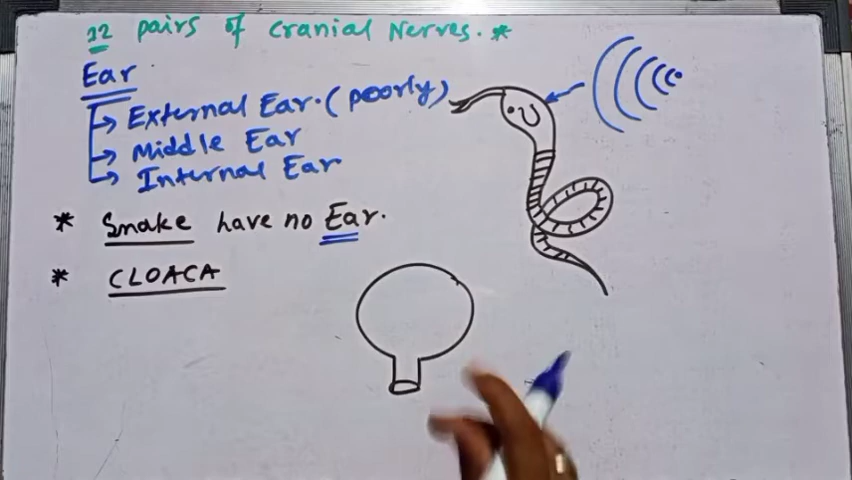 12 pairs of Cranial Nerves. *
Ear
→ External Ear. (poorly)
→ Middle Ear
→ Internal Ear
* Snake have no Ear.
* CLOACA